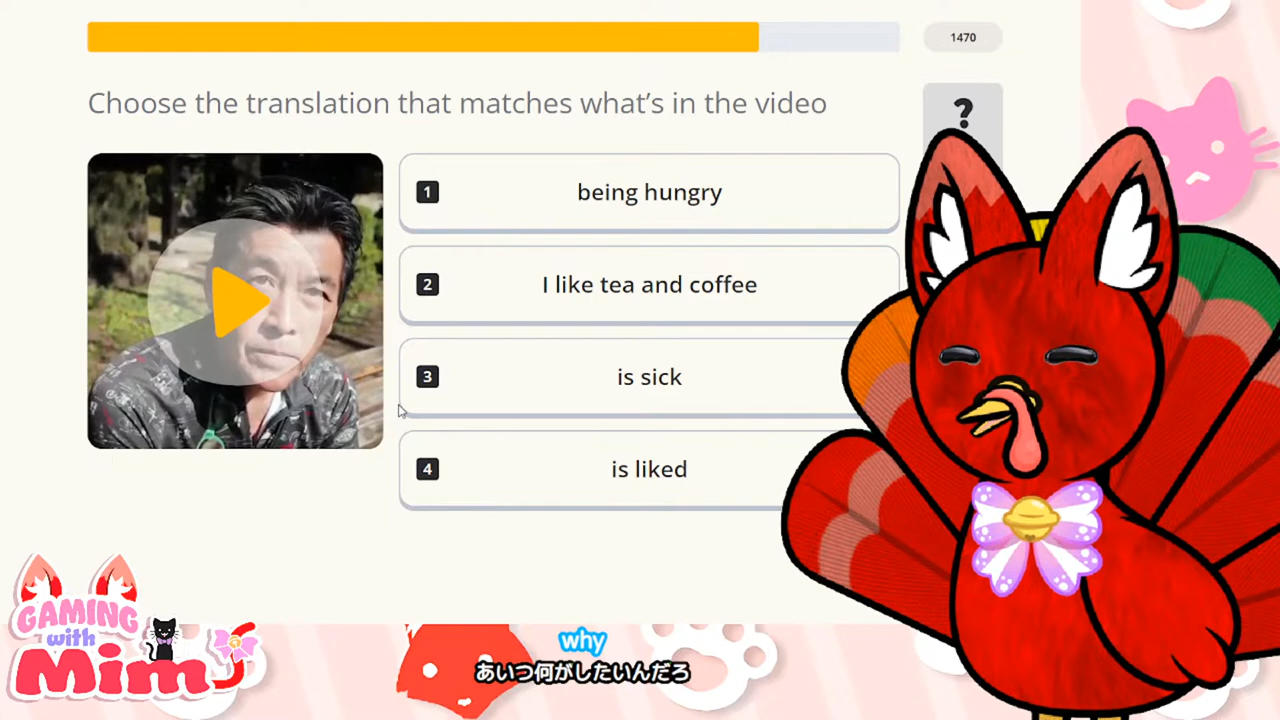 1470
Choose the translation that matches what's in the video
?
1 being hungry
2 I like tea and coffee
3 is sick
4 is liked
GAMING
with
Mim
why
あいつ何がしたいんだろ